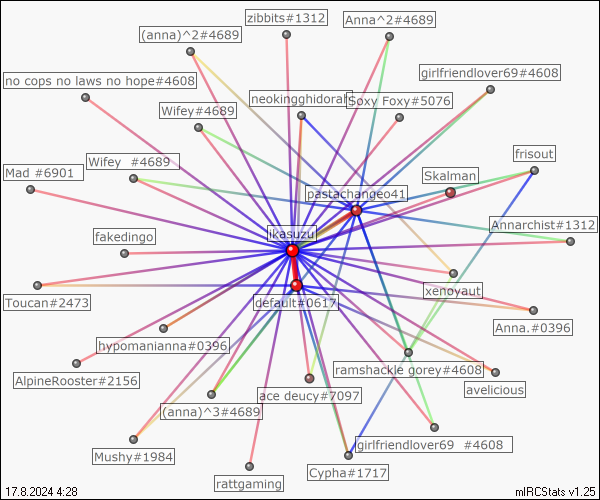 zibbits#1312
Anna^2#4689
(anna)^2#4689
girlfriendlover69#4608
no cops no laws no hope#4608
neokingghidorah
Soxy Foxy#5076
Wifey#4689
frisout
Wifey #4689
Mad #6901
Skalman
pastachangeo41
Annarchist#1312
jikasuzu
fakedingo
xenoyaut
Toucan#2473
default#0617
Anna.#0396
hypomanianna#0396
ramshackle gorey#4608
AlpineRooster#2156
avelicious
ace deucy#7097
(anna)^3#4689
girlfriendlover69 #4608
Mushy#1984
Cypha#1717
rattgaming
17.8.2024 4:28
mIRCStats v1.25